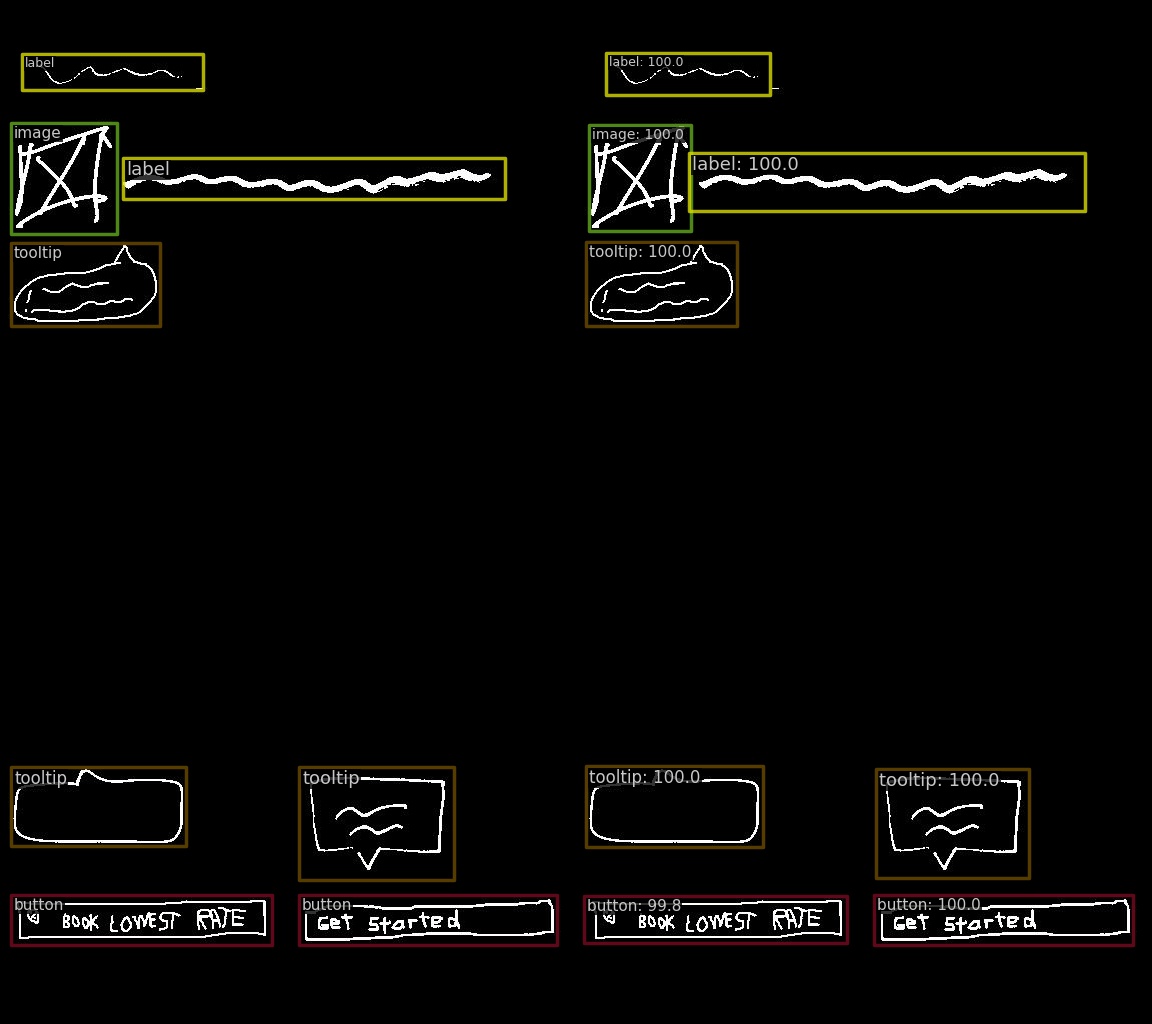 label
label: 100.0
image
image: 100.0
label
label: 100.0
tooltip
tooltip: 100.0
tooltip
tooltip
tooltip: 100.0
tooltip: 100.0
button
BOOK LOWEST RATE
button
Get Started
button: 99.8
BOOK LOWEST RATE
button: 100.0
Get Started